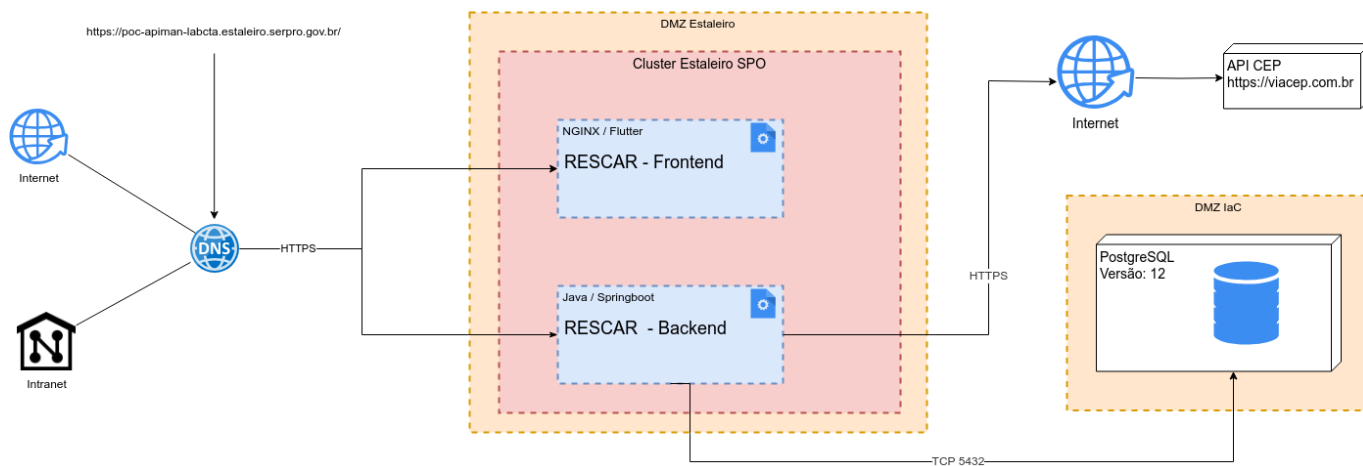 https://poc-apiman-labcta.estaleiro.serpro.gov.br/
Internet
DNS
Intranet
HTTPS
DMZ Estaleiro
Cluster Estaleiro SPO
NGINX / Flutter
RESCAR - Frontend
Java / Springboot
RESCAR - Backend
HTTPS
TCP 5432
Internet
API CEP
https://viacep.com.br
DMZ IaC
PostgreSQL
Versão: 12